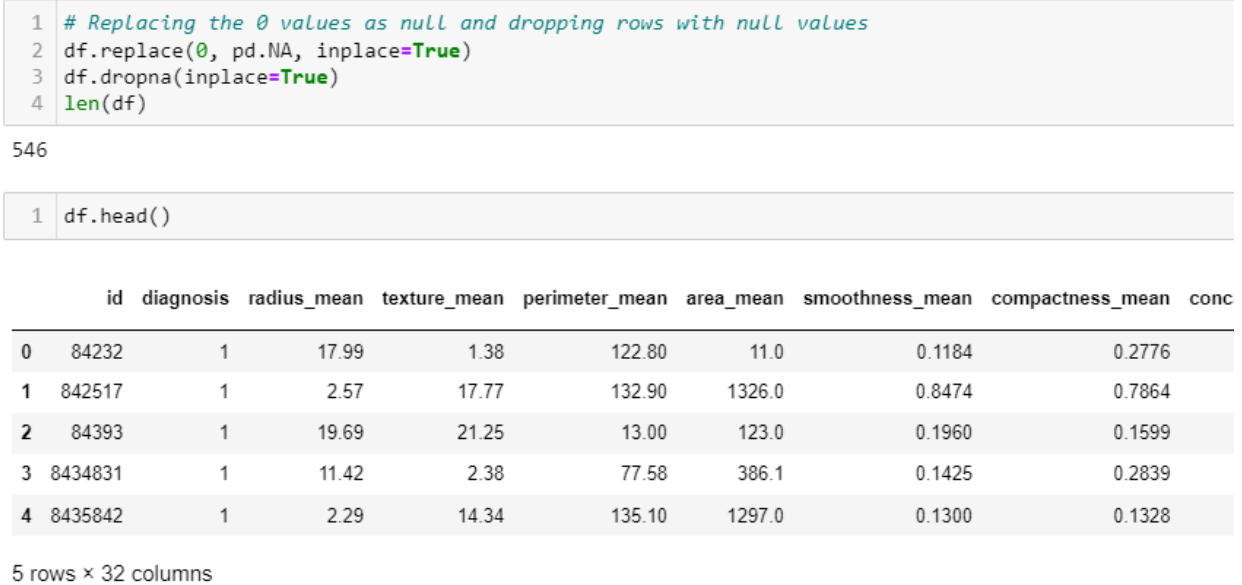 1 # Replacing the 0 values as null and dropping rows with null values
2 df.replace(0, pd.NA, inplace=True)
3 df.dropna(inplace=True)
4 len(df)
546
1 df.head()
id diagnosis radius_mean texture_mean perimeter_mean area_mean smoothness_mean compactness_mean conc
0 84232 1 17.99 1.38 122.80 11.0 0.1184 0.2776
1 842517 1 2.57 17.77 132.90 1326.0 0.8474 0.7864
2 84393 1 19.69 21.25 13.00 123.0 0.1960 0.1599
3 8434831 1 11.42 2.38 77.58 386.1 0.1425 0.2839
4 8435842 1 2.29 14.34 135.10 1297.0 0.1300 0.1328
5 rows × 32 columns